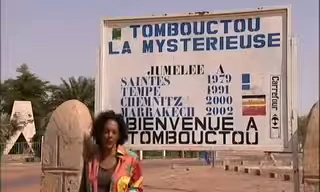 TOMBOUCTOU
LA MYSTERIEUSE
JUMELEE A
SAINTES 1979
TEMPE 1991
CHEMNITZ 2000
MARRAKECH 2002
Carrefour
BIENVENUE A
TOMBOUCTOU